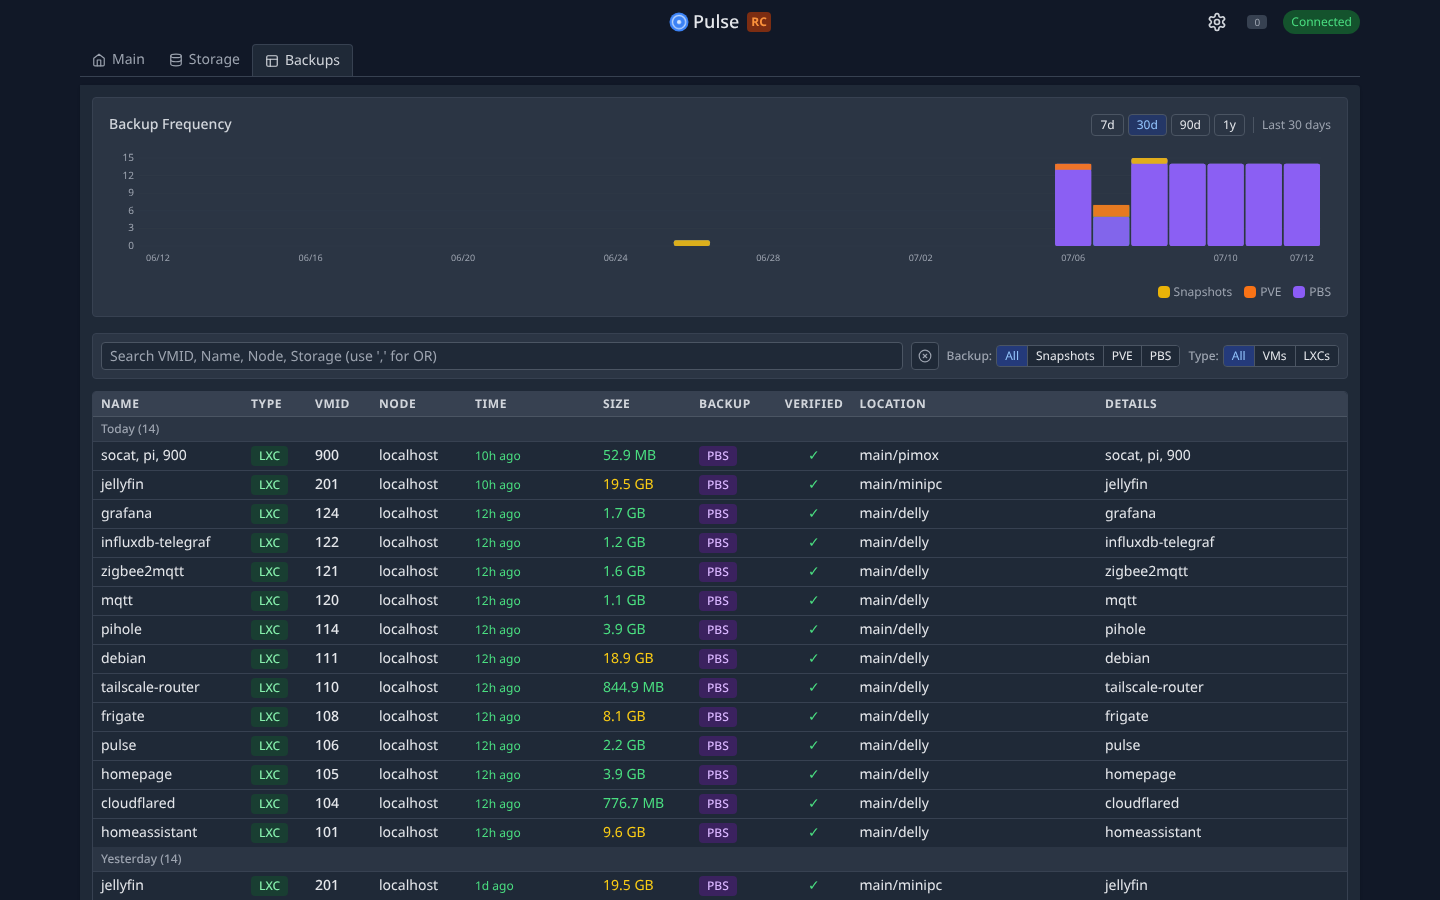 Pulse RC
0
Connected
Main
Storage
Backups
Backup Frequency
7d 30d 90d 1y Last 30 days
15
12
9
6
3
0
06/12 06/16 06/20 06/24 06/28 07/02 07/06 07/10 07/12
Snapshots PVE PBS
Search VMID, Name, Node, Storage (use ',' for OR)
Backup: All Snapshots PVE PBS Type: All VMs LXCs
NAME TYPE VMID NODE TIME SIZE BACKUP VERIFIED LOCATION DETAILS
Today (14)
socat, pi, 900 LXC 900 localhost 10h ago 52.9 MB PBS ✓ main/pimox socat, pi, 900
jellyfin LXC 201 localhost 10h ago 19.5 GB PBS ✓ main/minipc jellyfin
grafana LXC 124 localhost 12h ago 1.7 GB PBS ✓ main/delly grafana
influxdb-telegraf LXC 122 localhost 12h ago 1.2 GB PBS ✓ main/delly influxdb-telegraf
zigbee2mqtt LXC 121 localhost 12h ago 1.6 GB PBS ✓ main/delly zigbee2mqtt
mqtt LXC 120 localhost 12h ago 1.1 GB PBS ✓ main/delly mqtt
pihole LXC 114 localhost 12h ago 3.9 GB PBS ✓ main/delly pihole
debian LXC 111 localhost 12h ago 18.9 GB PBS ✓ main/delly debian
tailscale-router LXC 110 localhost 12h ago 844.9 MB PBS ✓ main/delly tailscale-router
frigate LXC 108 localhost 12h ago 8.1 GB PBS ✓ main/delly frigate
pulse LXC 106 localhost 12h ago 2.2 GB PBS ✓ main/delly pulse
homepage LXC 105 localhost 12h ago 3.9 GB PBS ✓ main/delly homepage
cloudflared LXC 104 localhost 12h ago 776.7 MB PBS ✓ main/delly cloudflared
homeassistant LXC 101 localhost 12h ago 9.6 GB PBS ✓ main/delly homeassistant
Yesterday (14)
jellyfin LXC 201 localhost 1d ago 19.5 GB PBS ✓ main/minipc jellyfin